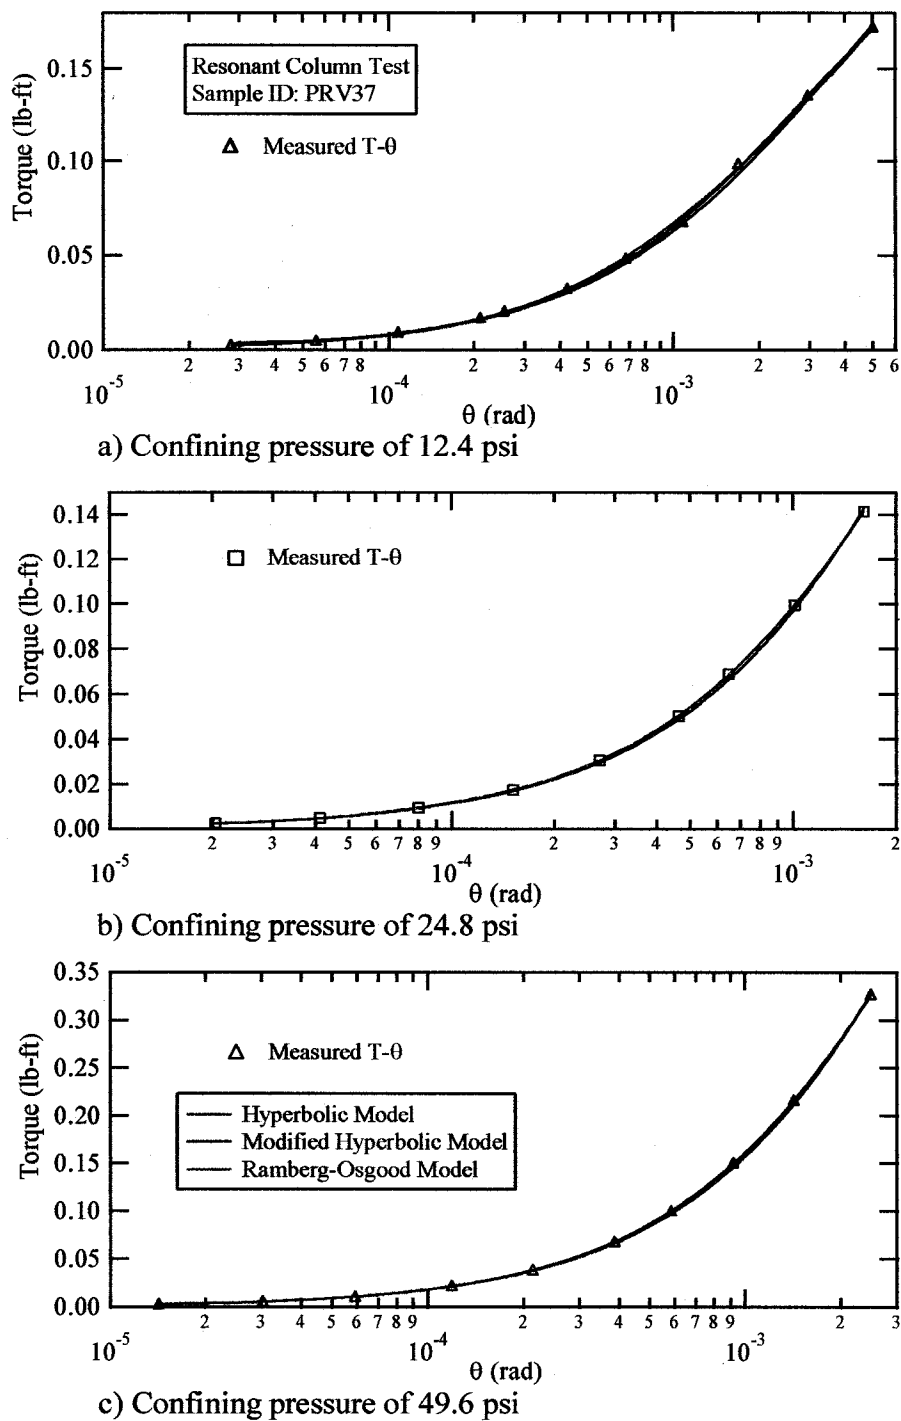 Torque (lb-ft)
0.15
0.10
0.05
0.00
Resonant Column Test
Sample ID: PRV37
Measured T-θ
2 3 4 5 6 7 8 2 3 4 5 6 7 8 2 3 4 5 6
10⁻⁵ 10⁻⁴ 10⁻³
θ (rad)
a) Confining pressure of 12.4 psi
Torque (lb-ft)
0.14
0.12
0.10
0.08
0.06
0.04
0.02
0.00
Measured T-θ
2 3 4 5 6 7 8 9 2 3 4 5 6 7 8 9 2
10⁻⁵ 10⁻⁴ 10⁻³
θ (rad)
b) Confining pressure of 24.8 psi
Torque (lb-ft)
0.35
0.30
0.25
0.20
0.15
0.10
0.05
0.00
Measured T-θ
Hyperbolic Model
Modified Hyperbolic Model
Ramberg-Osgood Model
2 3 4 5 6 7 8 9 2 3 4 5 6 7 8 9 2 3
10⁻⁵ 10⁻⁴ 10⁻³
θ (rad)
c) Confining pressure of 49.6 psi